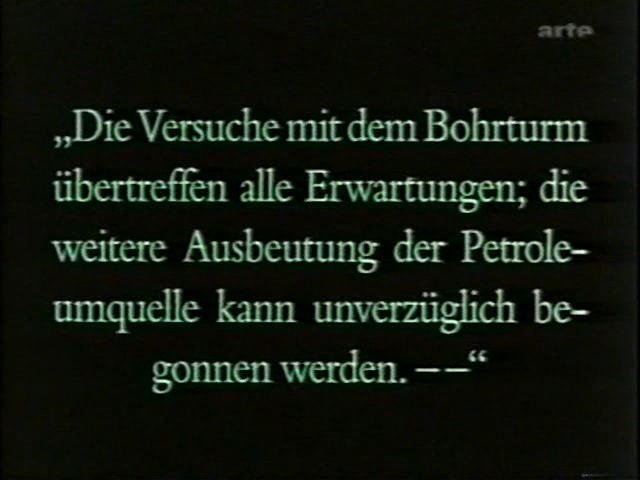 arte
„Die Versuche mit dem Bohrturm
übertreffen alle Erwartungen; die
weitere Ausbeutung der Petrole-
umquelle kann unverzüglich be-
gonnen werden. – –“